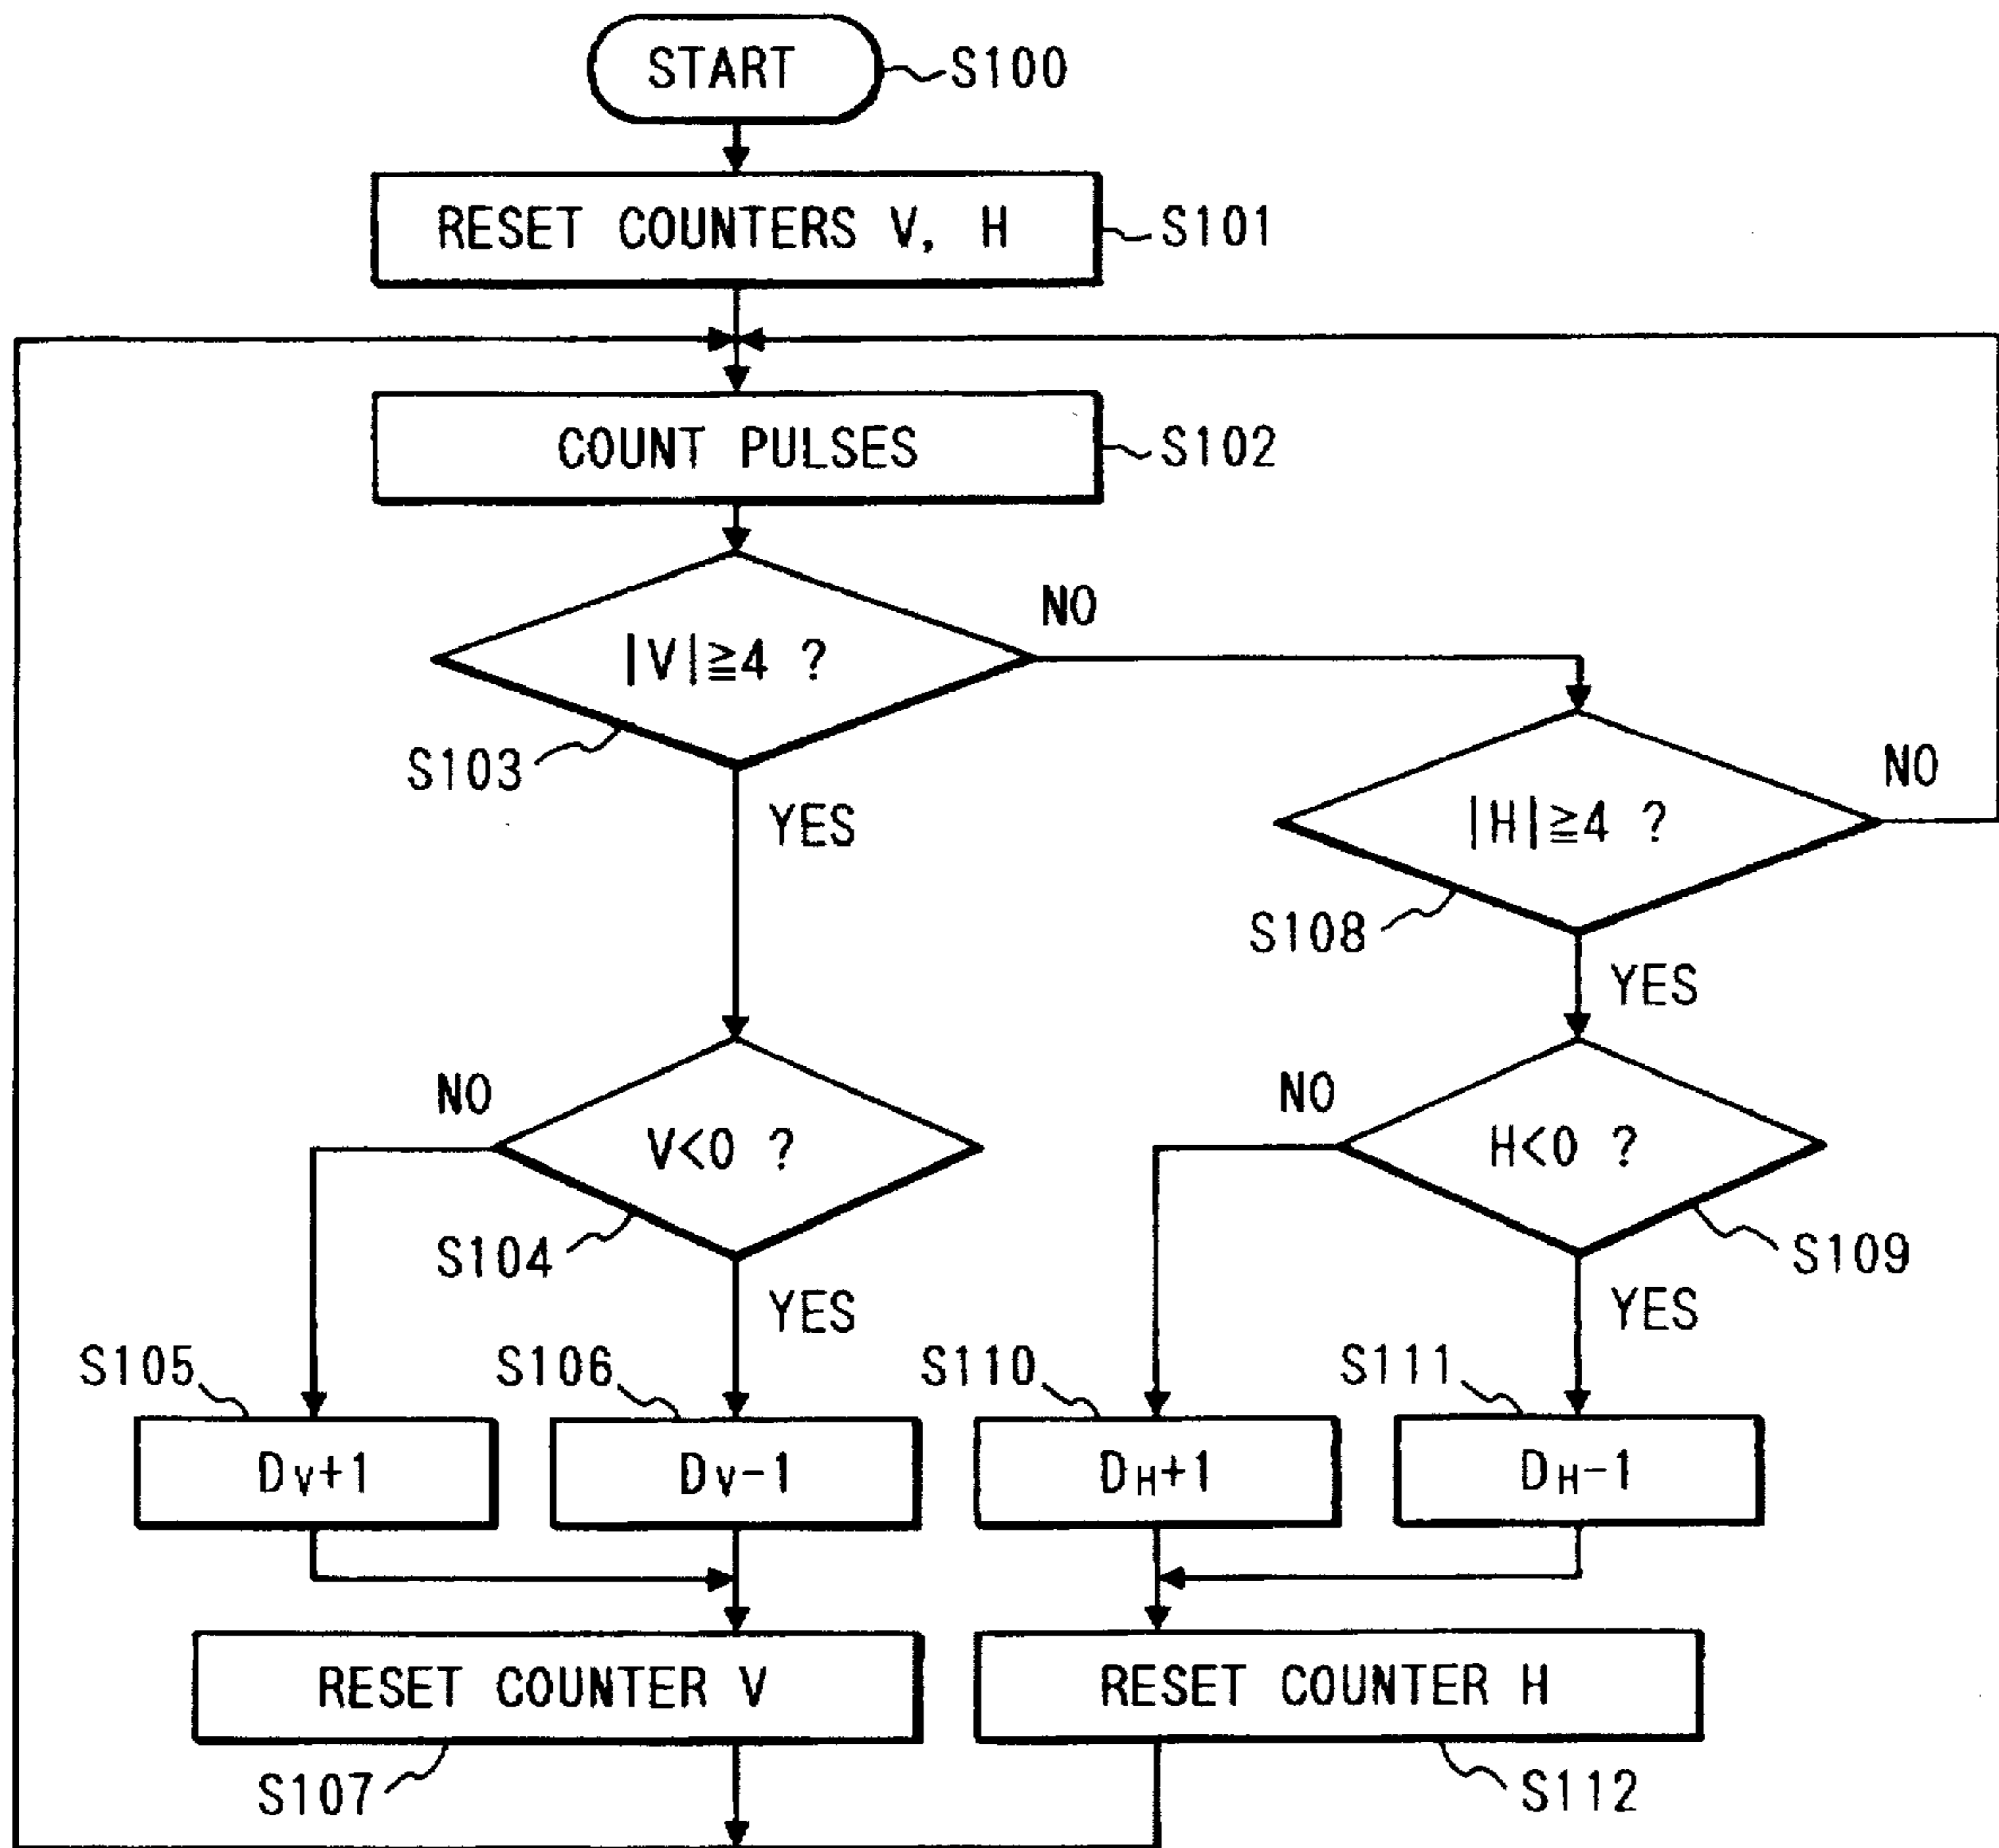 START
S100
RESET COUNTERS V, H
S101
COUNT PULSES
S102
|V|≧4 ?
NO
S103
YES
|H|≧4 ?
NO
S108
YES
V<0 ?
NO
S104
YES
H<0 ?
NO
S109
YES
S105
S106
S110
S111
DV+1
DV-1
DH+1
DH-1
RESET COUNTER V
RESET COUNTER H
S107
S112